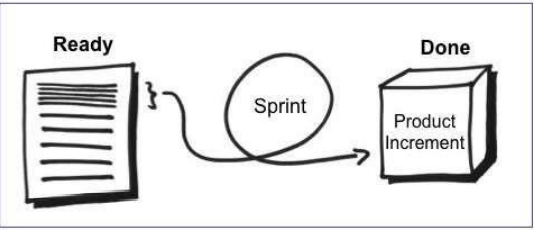 Ready
Done
Sprint
Product
Increment